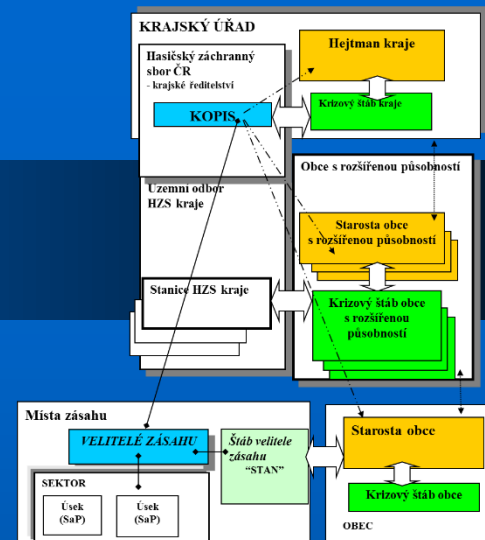 KRAJSKÝ ÚŘAD
Hasičský záchranný
sbor ČR
- krajské ředitelství
KOPIS
Hejtman kraje
Krizový štáb kraje
Územní odbor
HZS kraje
Stanice HZS kraje
Obce s rozšířenou působností
Starosta obce
s rozšířenou působností
Krizový štáb obce
s rozšířenou
působností
Místa zásahu
VELITELÉ ZÁSAHU
Štáb velitele
zásahu
“STAN”
SEKTOR
Úsek
(SaP)
Úsek
(SaP)
Starosta obce
Krizový štáb obce
OBEC